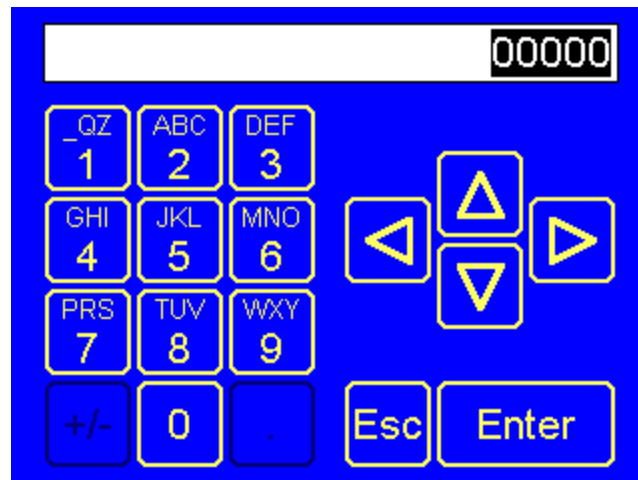 00000
_QZ ABC DEF
1 2 3
GHI JKL MNO
4 5 6
PRS TUV WXY
7 8 9
+/- 0 . Esc Enter